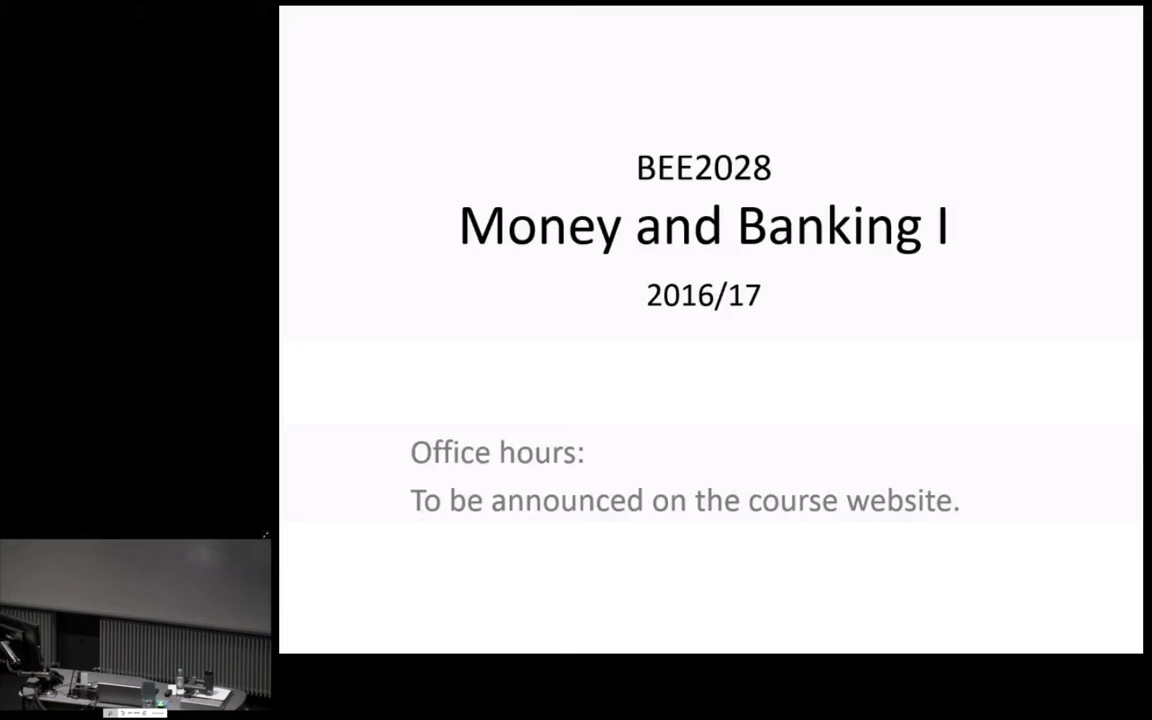 BEE2028
Money and Banking I
2016/17
Office hours:
To be announced on the course website.